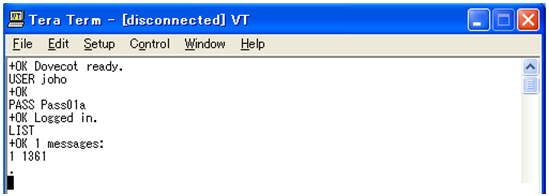 Tera Term - [disconnected] VT
File Edit Setup Control Window Help
+OK Dovecot ready.
USER joho
+OK
PASS Pass01a
+OK Logged in.
LIST
+OK 1 messages:
1 1361
.